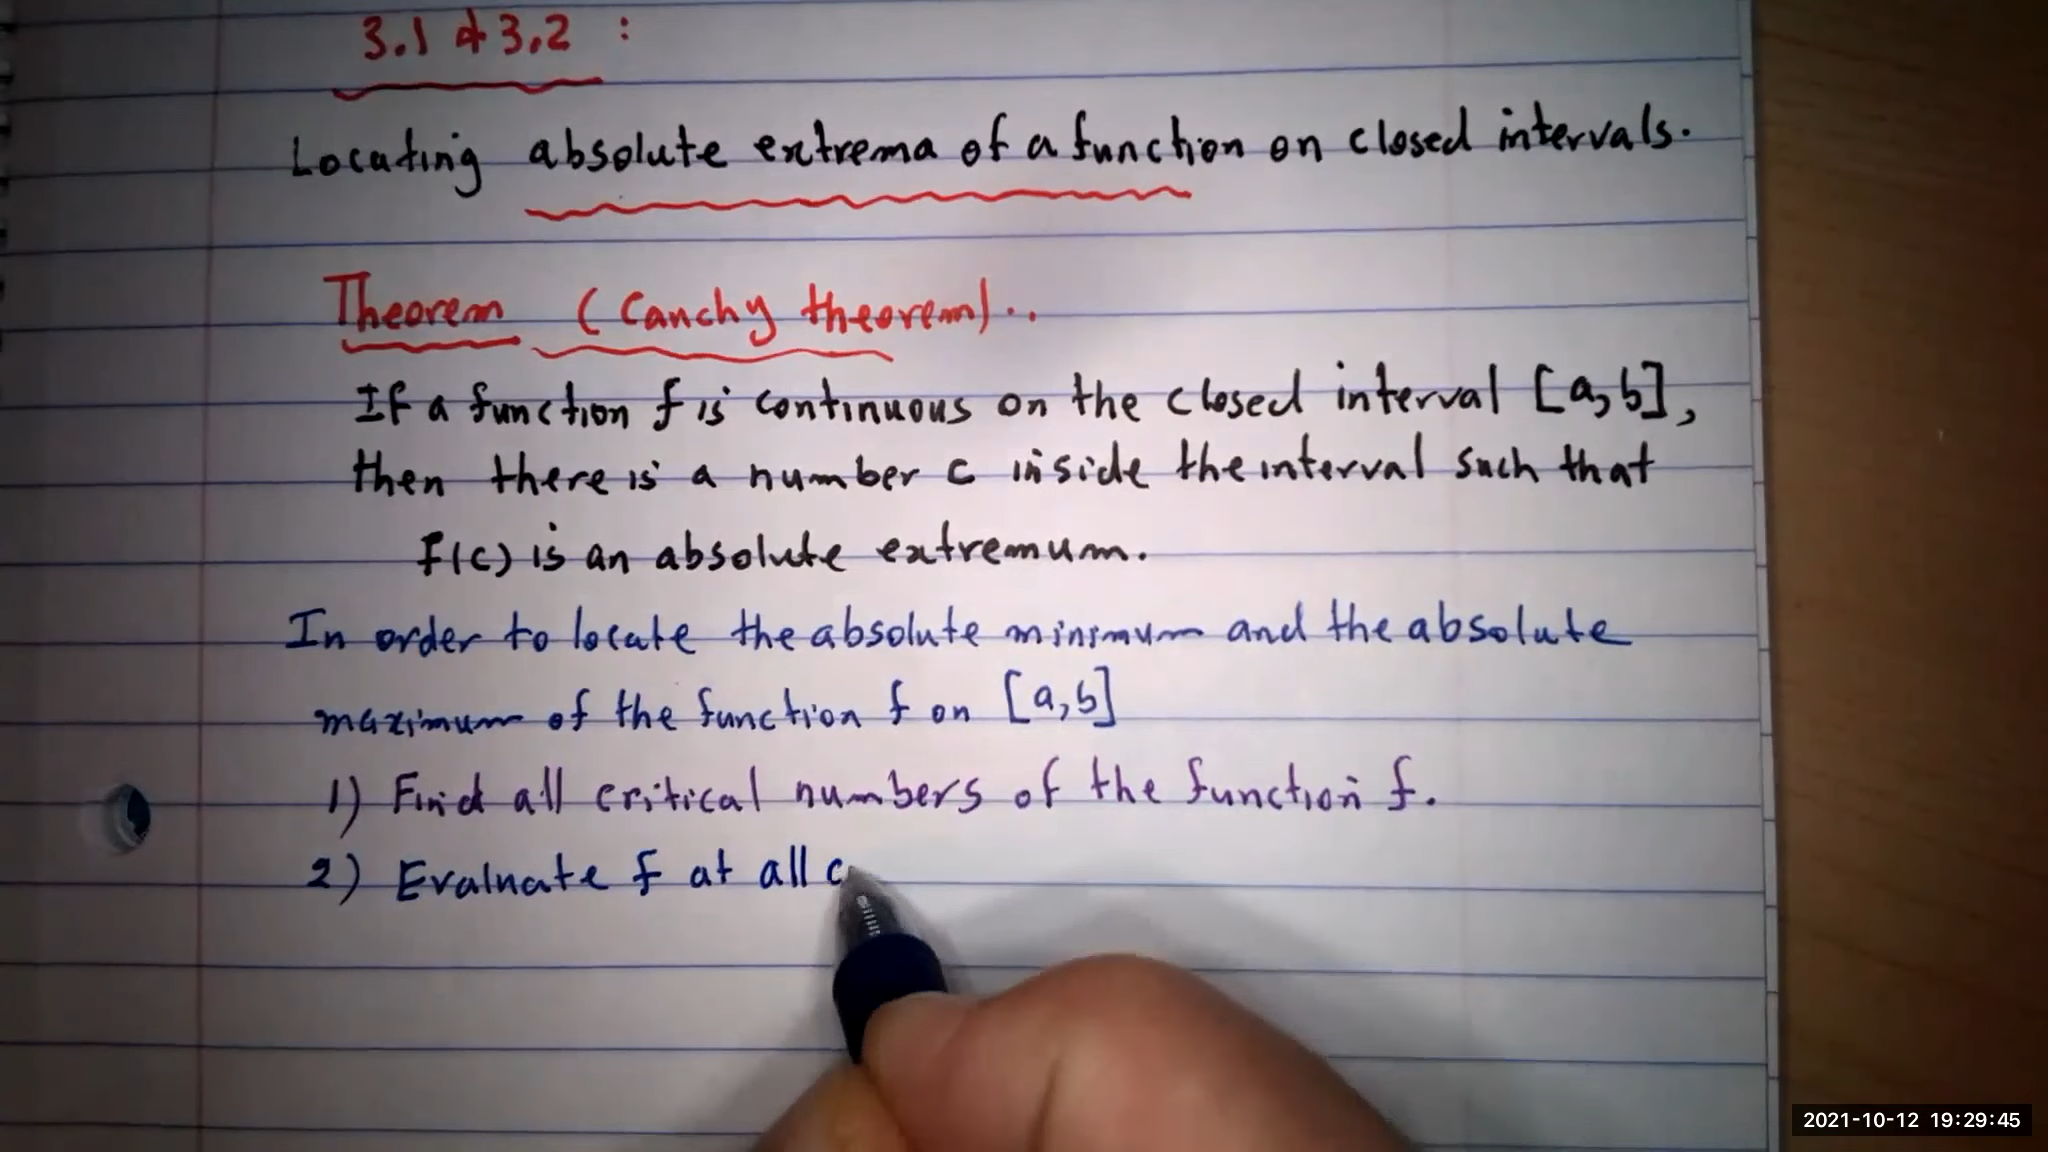 3.1 & 3.2 :
Locating absolute extrema of a function on closed intervals.
Theorem (Cauchy theorem)..
If a function f is continuous on the closed interval [a,b],
then there is a number c inside the interval such that
f(c) is an absolute extremum.
In order to locate the absolute minimum and the absolute
maximum of the function f on [a,b]
1) Find all critical numbers of the function f.
2) Evaluate f at all c
2021-10-12 19:29:45